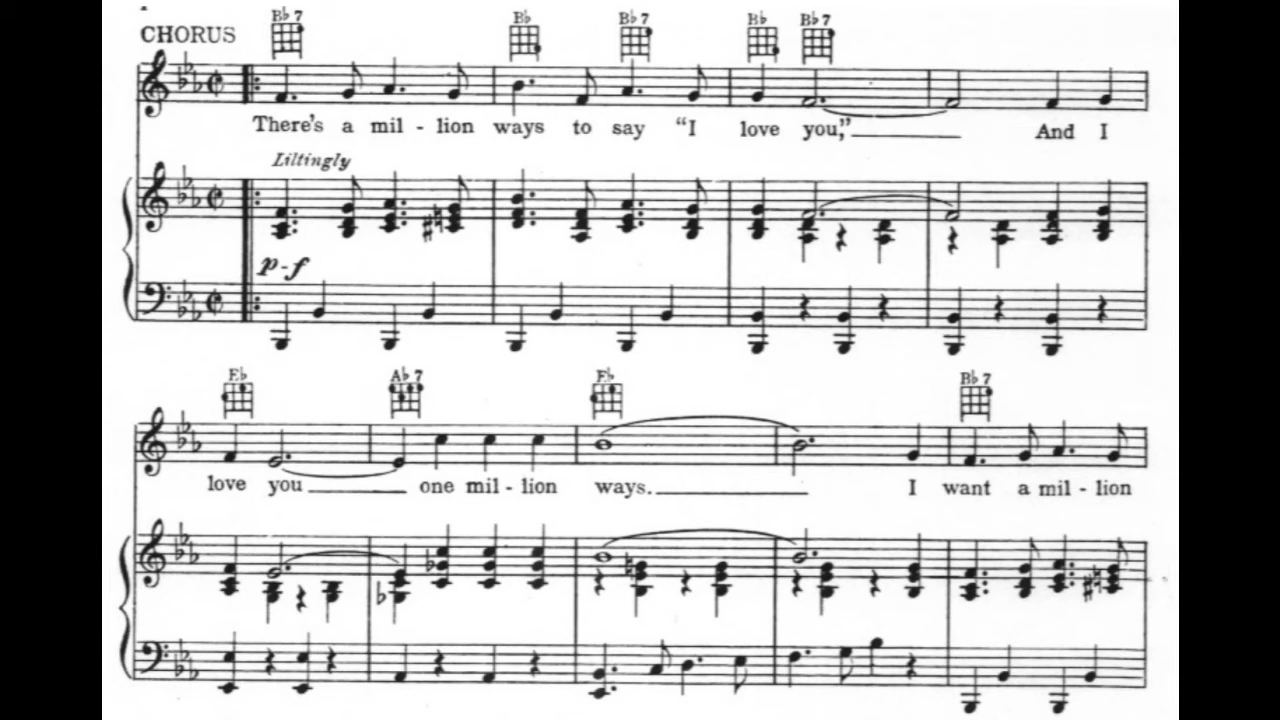 B♭7 B♭ B♭7 B♭ B♭7
CHORUS
There's a mil - lion ways to say "I love you," And I
Liltingly
p-f
E♭ A♭7 E♭ B♭7
love you one mil - lion ways. I want a mil - lion